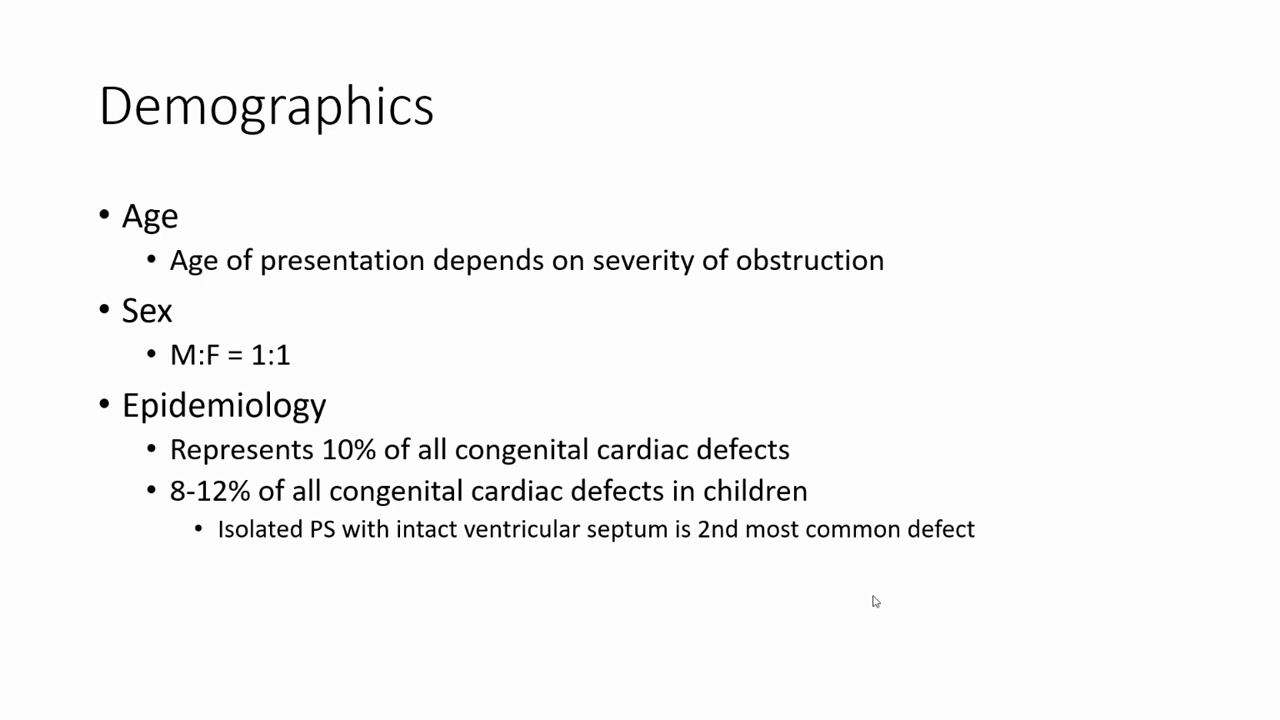 Demographics
• Age
• Age of presentation depends on severity of obstruction
• Sex
• M:F = 1:1
• Epidemiology
• Represents 10% of all congenital cardiac defects
• 8-12% of all congenital cardiac defects in children
• Isolated PS with intact ventricular septum is 2nd most common defect